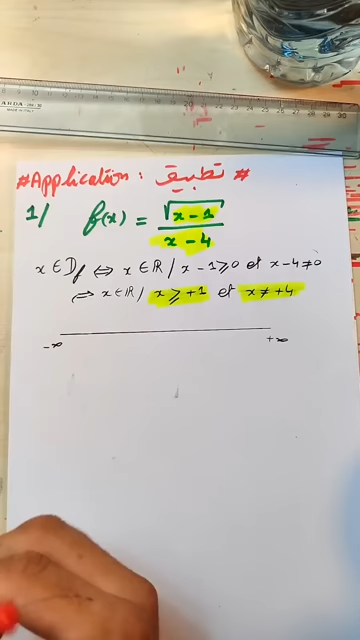 #Application: تطبيق #
1/ f(x) = √(x-1) / (x-4)
x ∈ Df ⟺ x ∈ ℝ / x-1 ⩾ 0 et x-4 ≠ 0
⟺ x ∈ ℝ / x ⩾ +1 et x ≠ +4
-∞ +∞